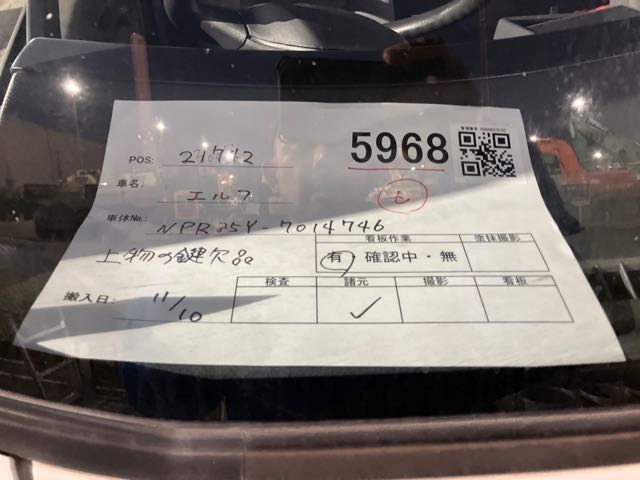 5968
POS: 21712
車名: エルフ
も
車体No. NPR85Y-7014746
上物の鍵欠品
看板作業 塗抹撮影
有 確認中・無
搬入日: 11/10
検査 諸元 撮影 看板
✓